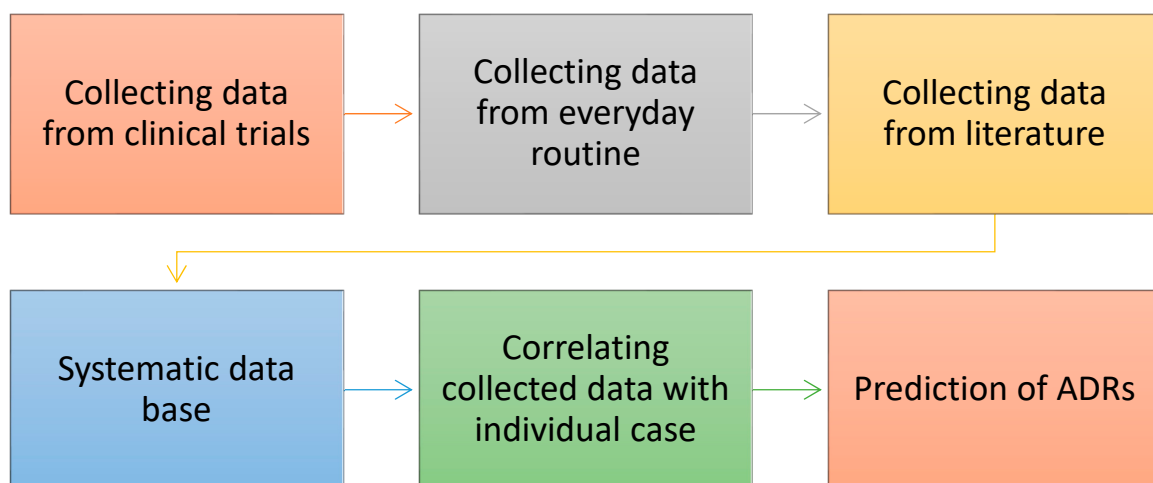 Collecting data
from clinical trials
Collecting data
from everyday
routine
Collecting data
from literature
Systematic data
base
Correlating
collected data with
individual case
Prediction of ADRs